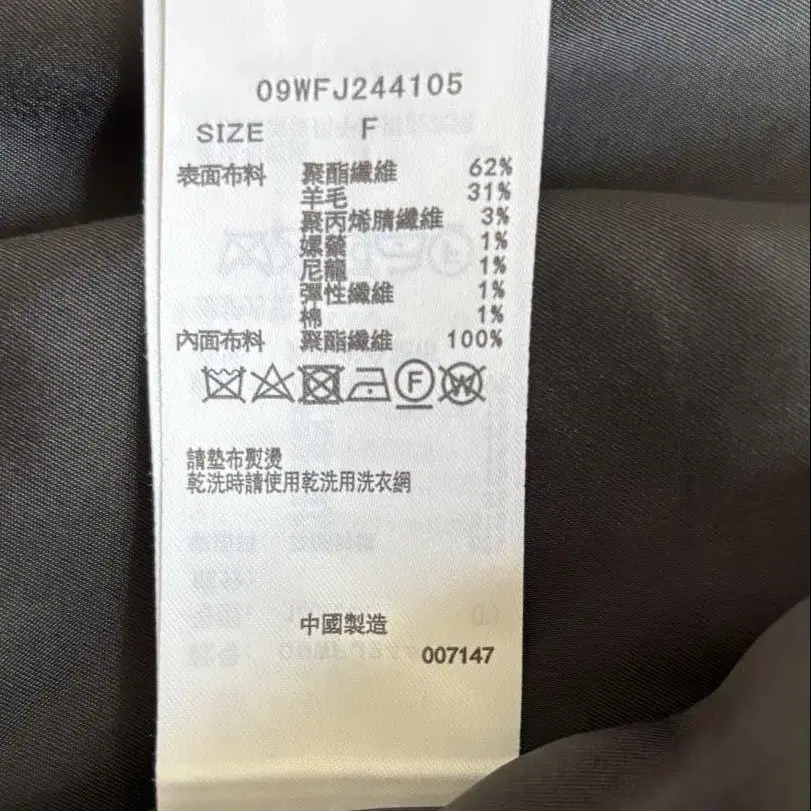 09WFJ244105
SIZE F
表面布料 聚酯纖維 62%
羊毛 31%
聚丙烯腈纖維 3%
嫘縈 1%
尼龍 1%
彈性纖維 1%
棉 1%
內面布料 聚酯纖維 100%
F W
請墊布熨燙
乾洗時請使用乾洗用洗衣網
中國製造
007147